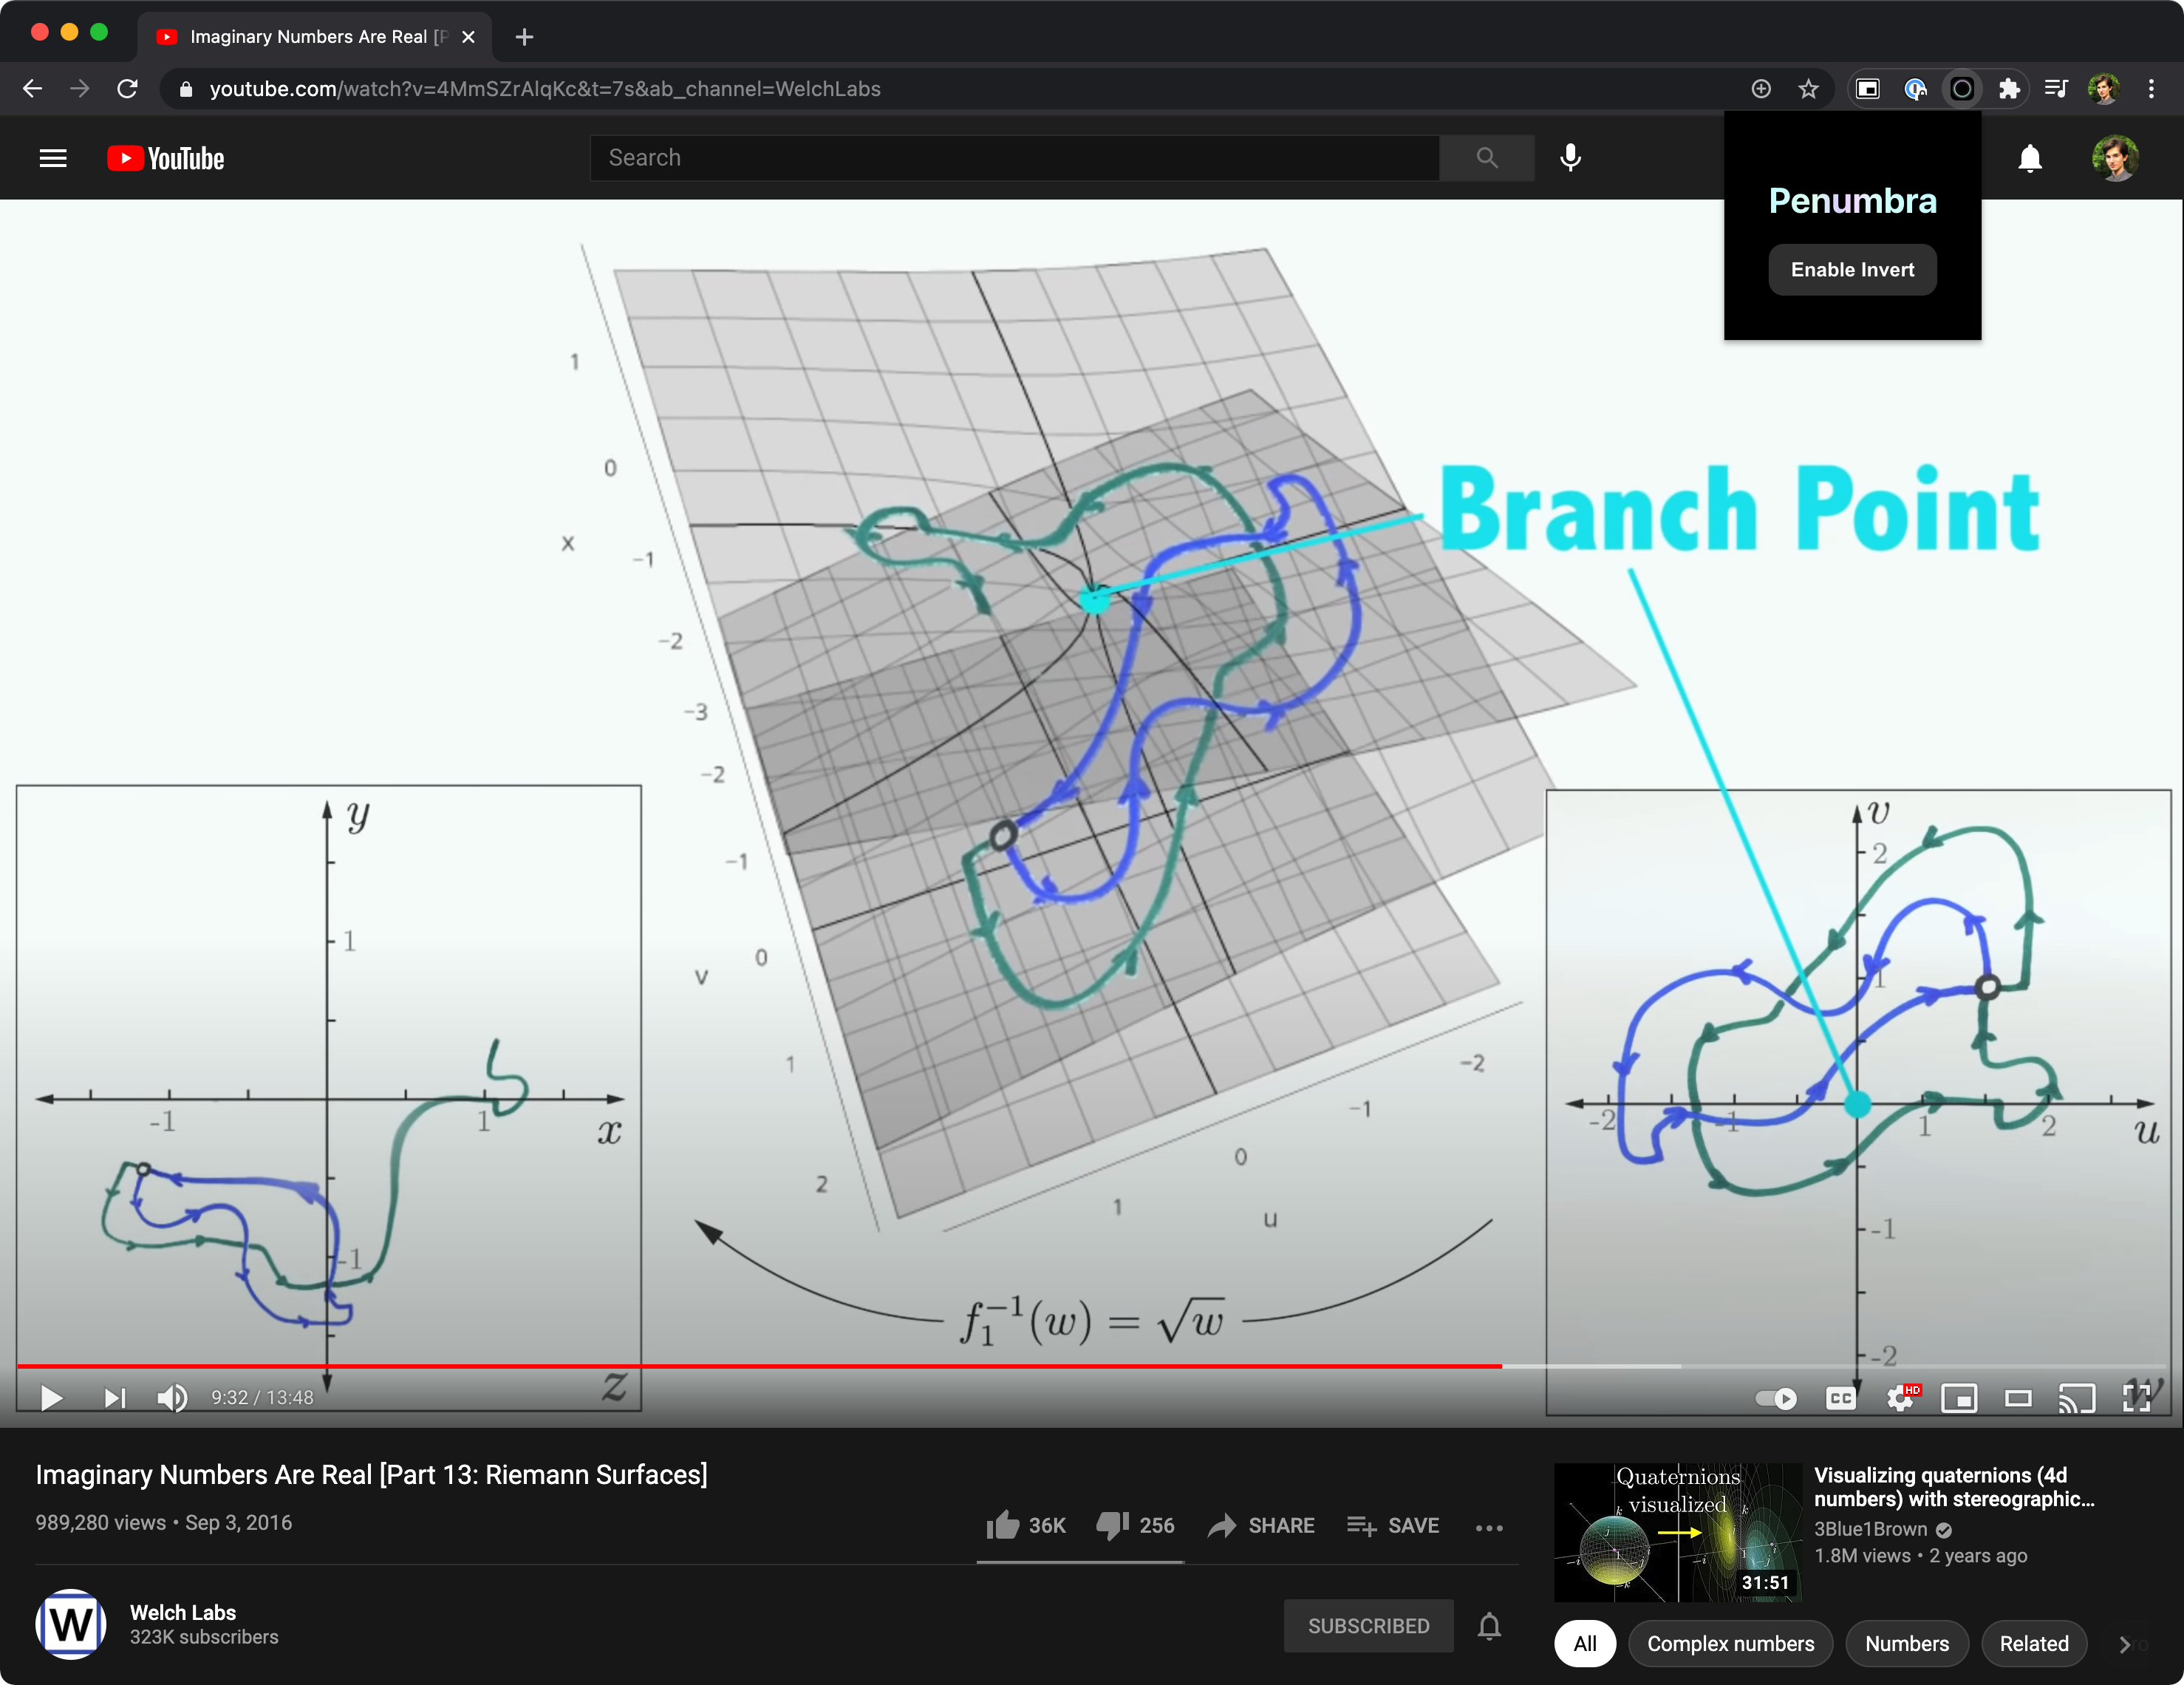 Imaginary Numbers Are Real [P
youtube.com/watch?v=4MmSZrAlqKc&t=7s&ab_channel=WelchLabs
YouTube
Search
Penumbra
Enable Invert
Branch Point
1
0
x
−1
−2
−3
−2
−1
v
0
1
2
−2
−1
0
1
u
y
1
-1
1
x
-1
z
v
2
1
-2
-1
1
2
u
-1
-2
w
f₁⁻¹(w) = √w
9:32 / 13:48
CC
HD
Imaginary Numbers Are Real [Part 13: Riemann Surfaces]
989,280 views • Sep 3, 2016
36K
256
SHARE
SAVE
W
Welch Labs
323K subscribers
SUBSCRIBED
Quaternions
visualized
31:51
Visualizing quaternions (4d
numbers) with stereographic...
3Blue1Brown
1.8M views • 2 years ago
All
Complex numbers
Numbers
Related